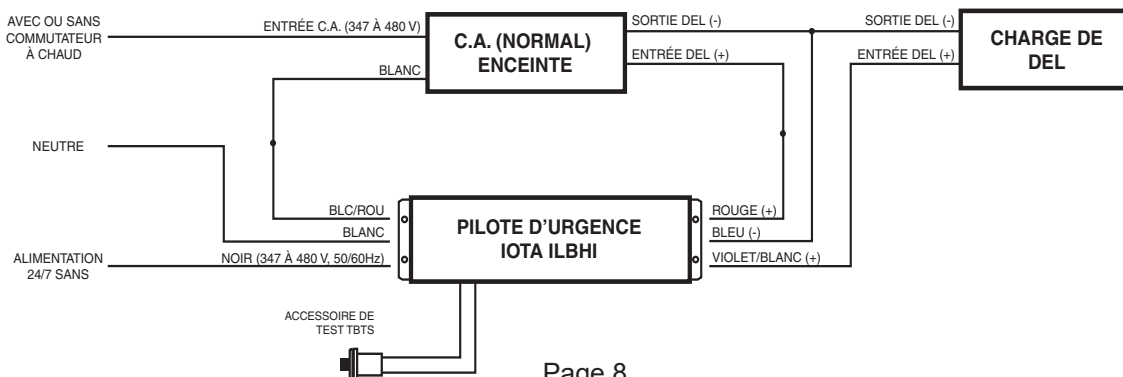 AVEC OU SANS
COMMUTATEUR
À CHAUD
ENTRÉE C.A. (347 À 480 V)
BLANC
C.A. (NORMAL)
ENCEINTE
SORTIE DEL (-)
ENTRÉE DEL (+)
SORTIE DEL (-)
ENTRÉE DEL (+)
CHARGE DE
DEL
NEUTRE
BLC/ROU
BLANC
ALIMENTATION
24/7 SANS
NOIR (347 À 480 V, 50/60Hz)
PILOTE D'URGENCE
IOTA ILBHI
ROUGE (+)
BLEU (-)
VIOLET/BLANC (+)
ACCESSOIRE DE
TEST TBTS
Page 8